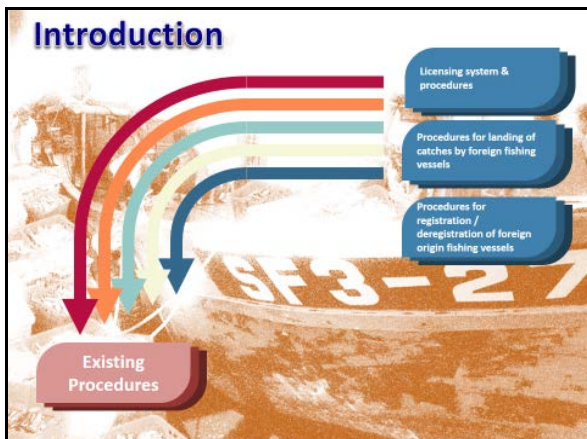 Introduction
Licensing system &
procedures
Procedures for landing of
catches by foreign fishing
vessels
Procedures for
registration /
deregistration of foreign
origin fishing vessels
SF3-27
Existing
Procedures